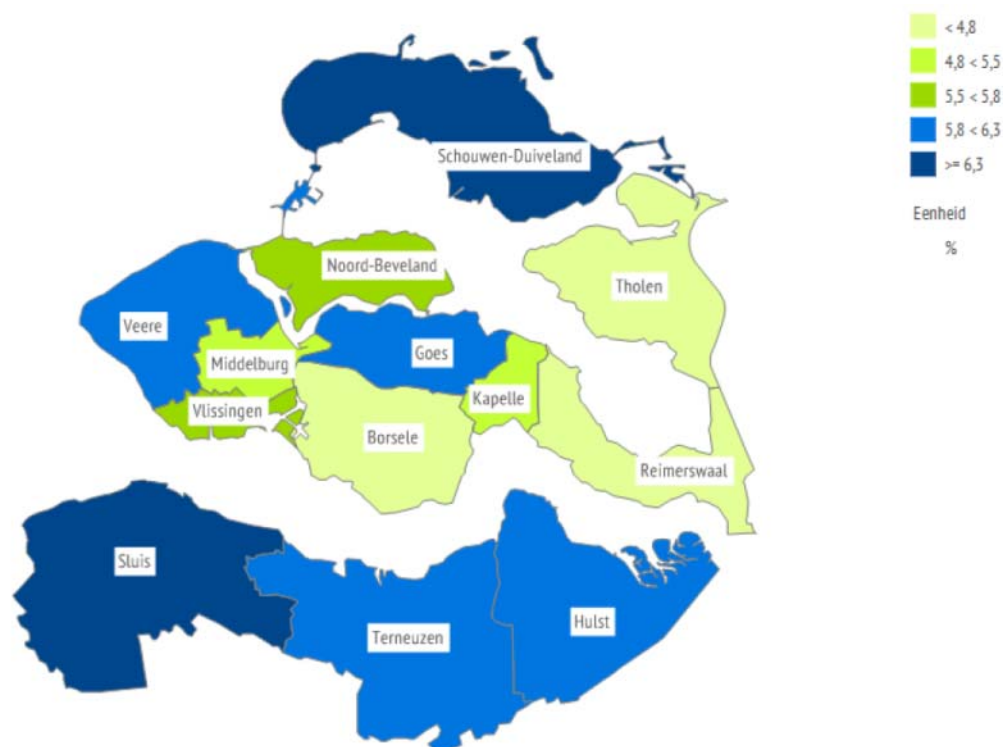 < 4,8
4,8 < 5,5
5,5 < 5,8
5,8 < 6,3
>= 6,3
Eenheid
%
Schouwen-Duiveland
Noord-Beveland
Tholen
Veere
Middelburg
Goes
Kapelle
Vlissingen
Borsele
Reimerswaal
Sluis
Terneuzen
Hulst